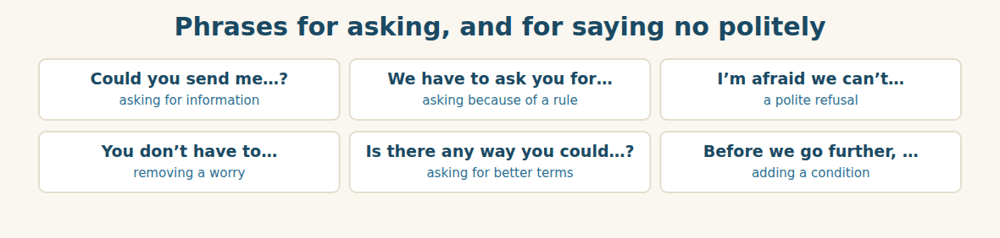 Phrases for asking, and for saying no politely
Could you send me…?
asking for information
We have to ask you for…
asking because of a rule
I’m afraid we can’t…
a polite refusal
You don’t have to…
removing a worry
Is there any way you could…?
asking for better terms
Before we go further, …
adding a condition